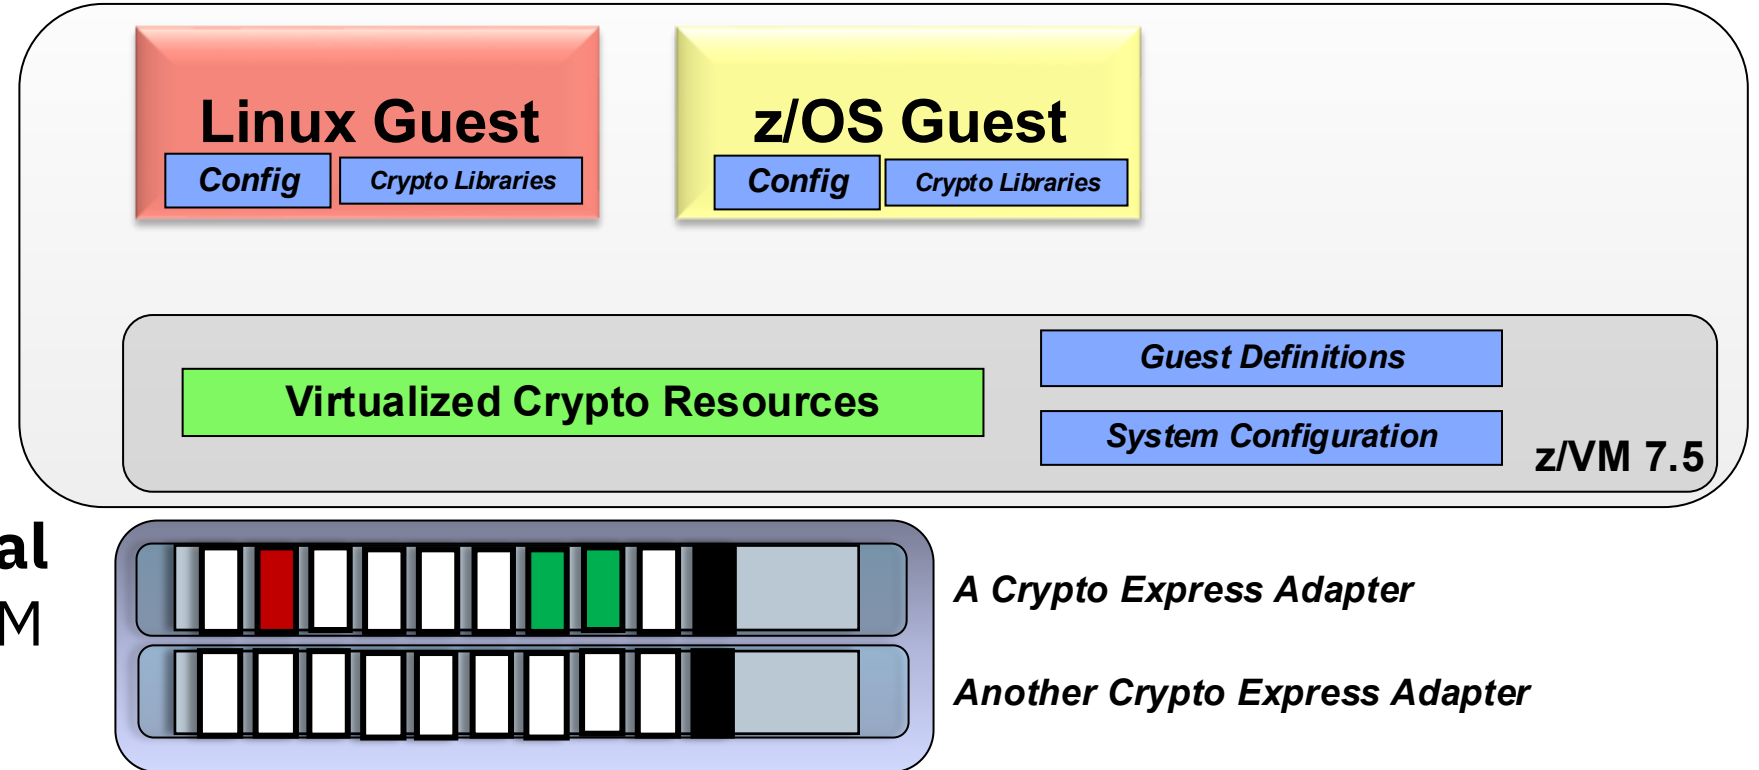 Linux Guest
Config
Crypto Libraries
z/OS Guest
Config
Crypto Libraries
Virtualized Crypto Resources
Guest Definitions
System Configuration
z/VM 7.5
al
M
A Crypto Express Adapter
Another Crypto Express Adapter